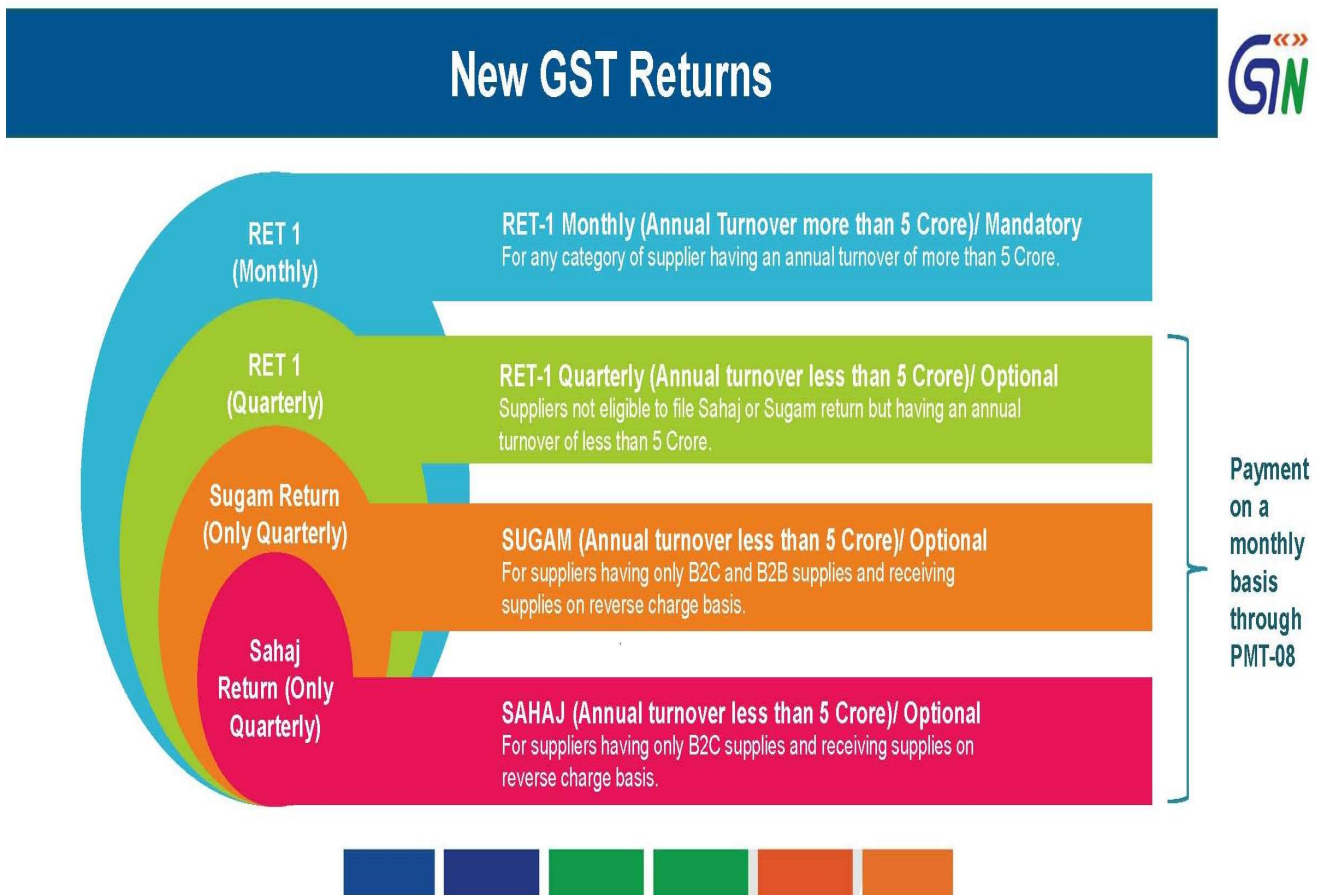 New GST Returns
GSTN
RET 1
(Monthly)
RET-1 Monthly (Annual Turnover more than 5 Crore)/ Mandatory
For any category of supplier having an annual turnover of more than 5 Crore.
RET 1
(Quarterly)
RET-1 Quarterly (Annual turnover less than 5 Crore)/ Optional
Suppliers not eligible to file Sahaj or Sugam return but having an annual
turnover of less than 5 Crore.
Sugam Return
(Only Quarterly)
SUGAM (Annual turnover less than 5 Crore)/ Optional
For suppliers having only B2C and B2B supplies and receiving
supplies on reverse charge basis.
Sahaj
Return (Only
Quarterly)
SAHAJ (Annual turnover less than 5 Crore)/ Optional
For suppliers having only B2C supplies and receiving supplies on
reverse charge basis.
Payment
on a
monthly
basis
through
PMT-08